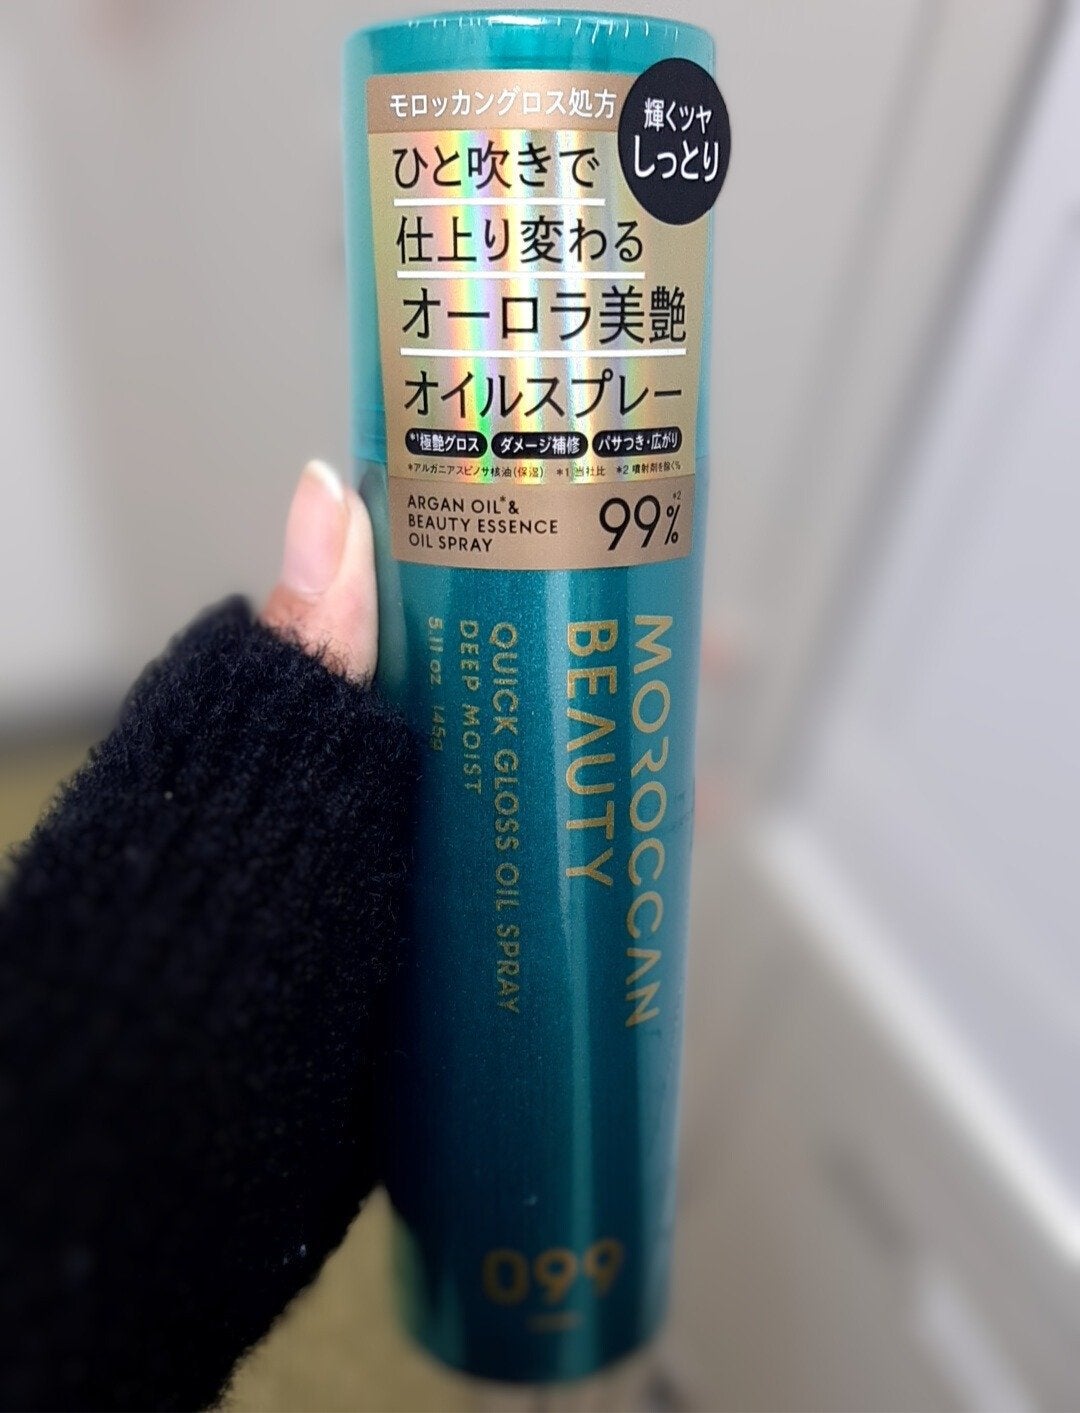 モロッカングロス処方
輝くツヤ
しっとり
ひと吹きで
仕上り変わる
オーロラ美艶
オイルスプレー
*1極艶グロス ダメージ補修 パサつき・広がり
*アルガニアスピノサ核油(保湿) *1 当社比 *2 噴射剤を除く%
ARGAN OIL*&
BEAUTY ESSENCE
OIL SPRAY
99%*2
MOROCCAN
BEAUTY
QUICK GLOSS OIL SPRAY
DEEP MOIST
5.11 oz 145g
099